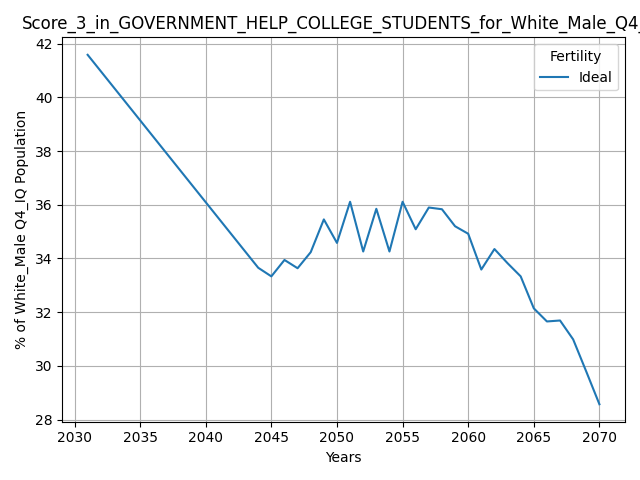 Score_3_in_GOVERNMENT_HELP_COLLEGE_STUDENTS_for_White_Male_Q4_
Fertility
Ideal
% of White_Male Q4_IQ Population
42
40
38
36
34
32
30
28
2030 2035 2040 2045 2050 2055 2060 2065 2070
Years